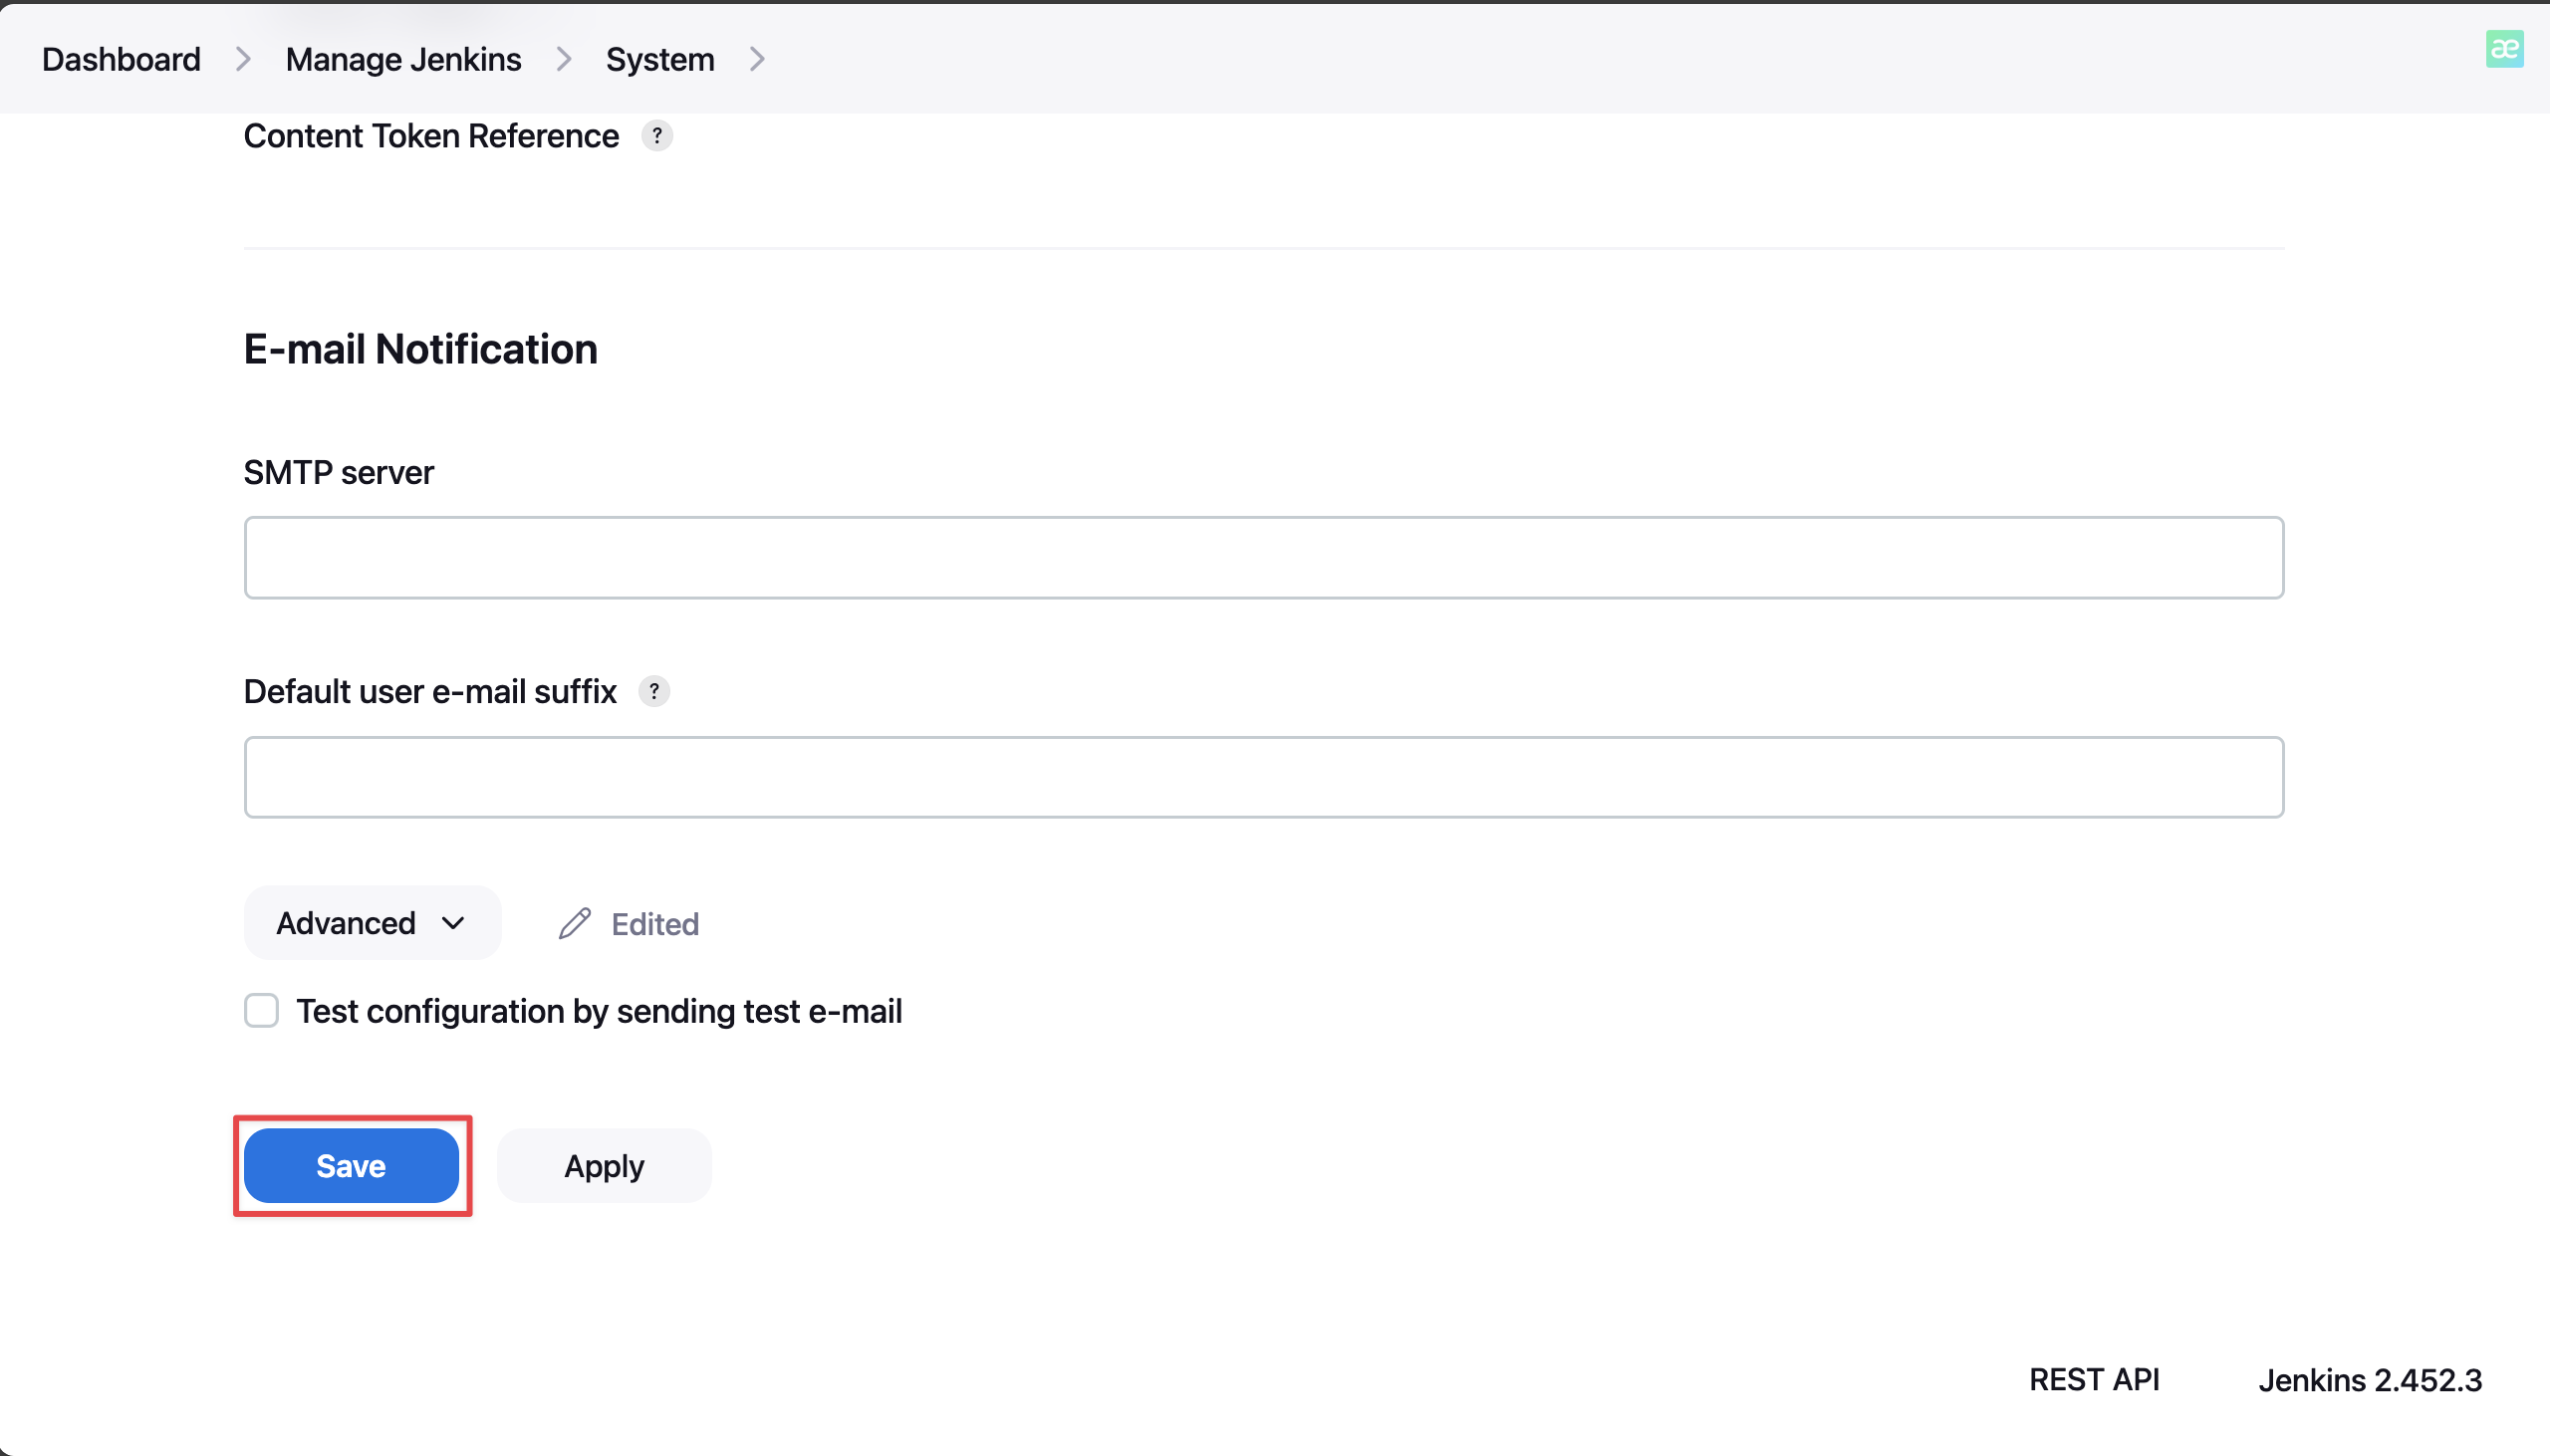 Dashboard > Manage Jenkins > System >
æ
Content Token Reference ?
E-mail Notification
SMTP server
Default user e-mail suffix ?
Advanced Edited
Test configuration by sending test e-mail
Save Apply
REST API Jenkins 2.452.3